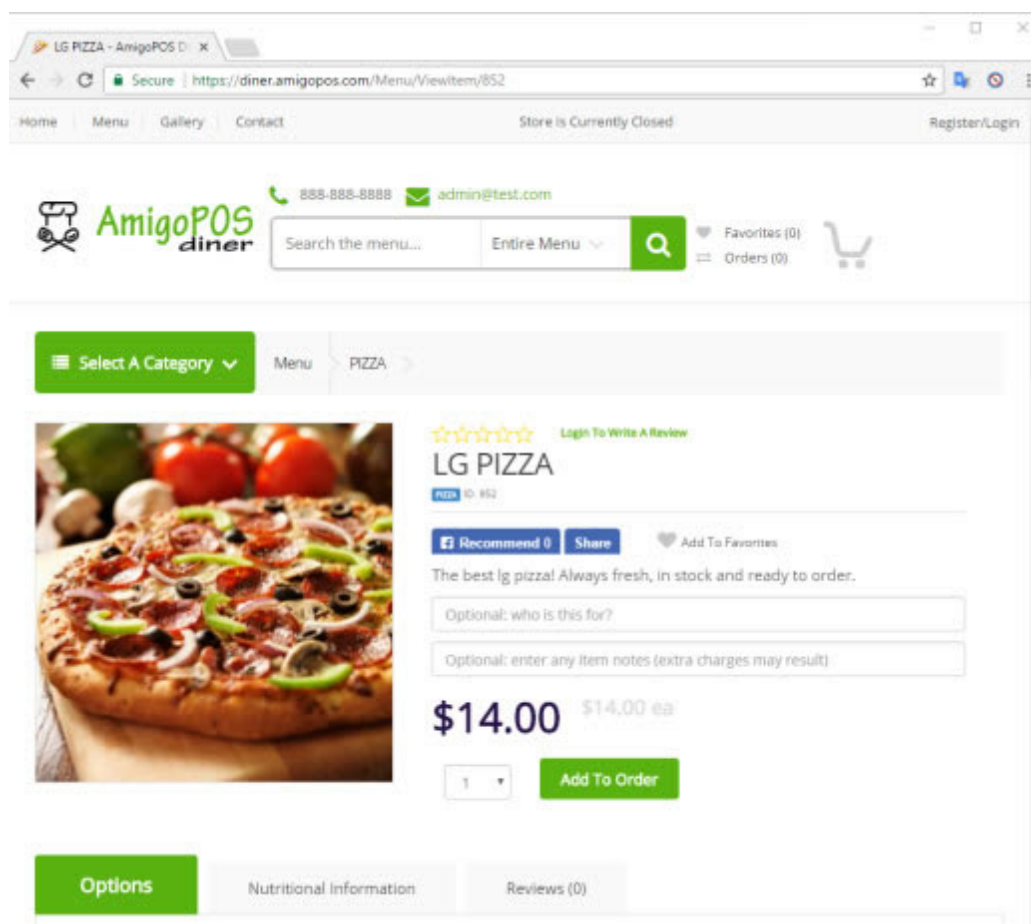 LG PIZZA - AmigoPOS D
Secure https://diner.amigopos.com/Menu/ViewItem/852
Home Menu Gallery Contact Store Is Currently Closed Register/Login
888-888-8888 admin@test.com
AmigoPOS
diner
Search the menu... Entire Menu
Favorites (0)
Orders (0)
Select A Category Menu PIZZA
Login To Write A Review
LG PIZZA
PIZZA ID: 852
Recommend 0 Share Add To Favorites
The best lg pizza! Always fresh, in stock and ready to order.
Optional: who is this for?
Optional: enter any item notes (extra charges may result)
$14.00 $14.00 ea
1 Add To Order
Options Nutritional Information Reviews (0)